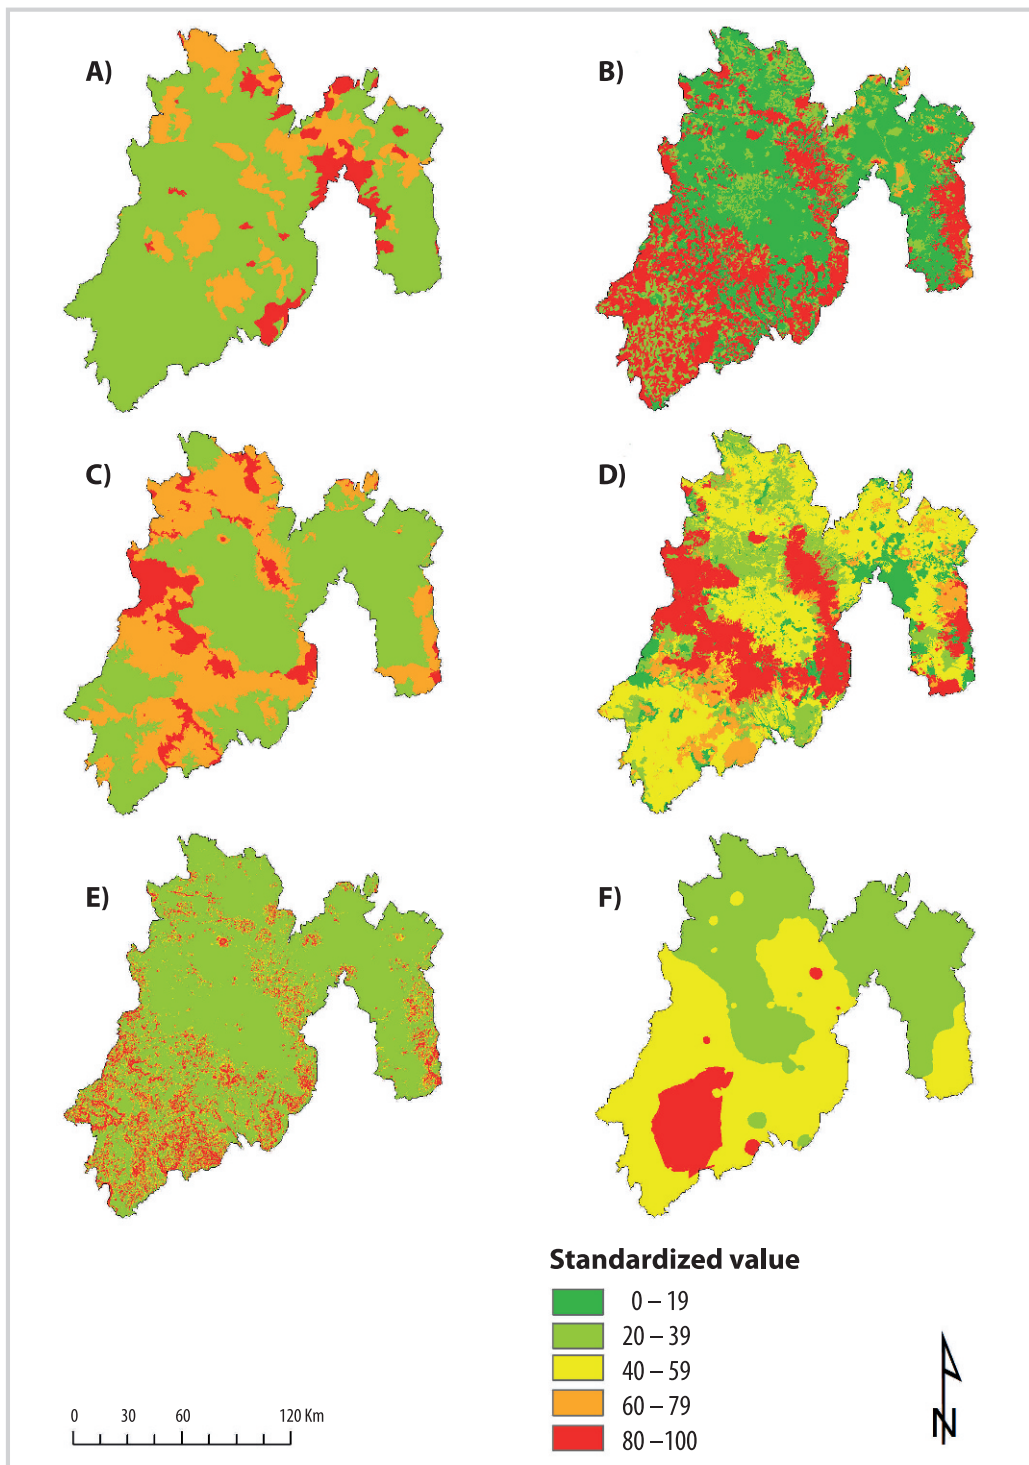 A)
B)
C)
D)
E)
F)
Standardized value
0 – 19
20 – 39
40 – 59
60 – 79
80 –100
0 30 60 120 Km
N